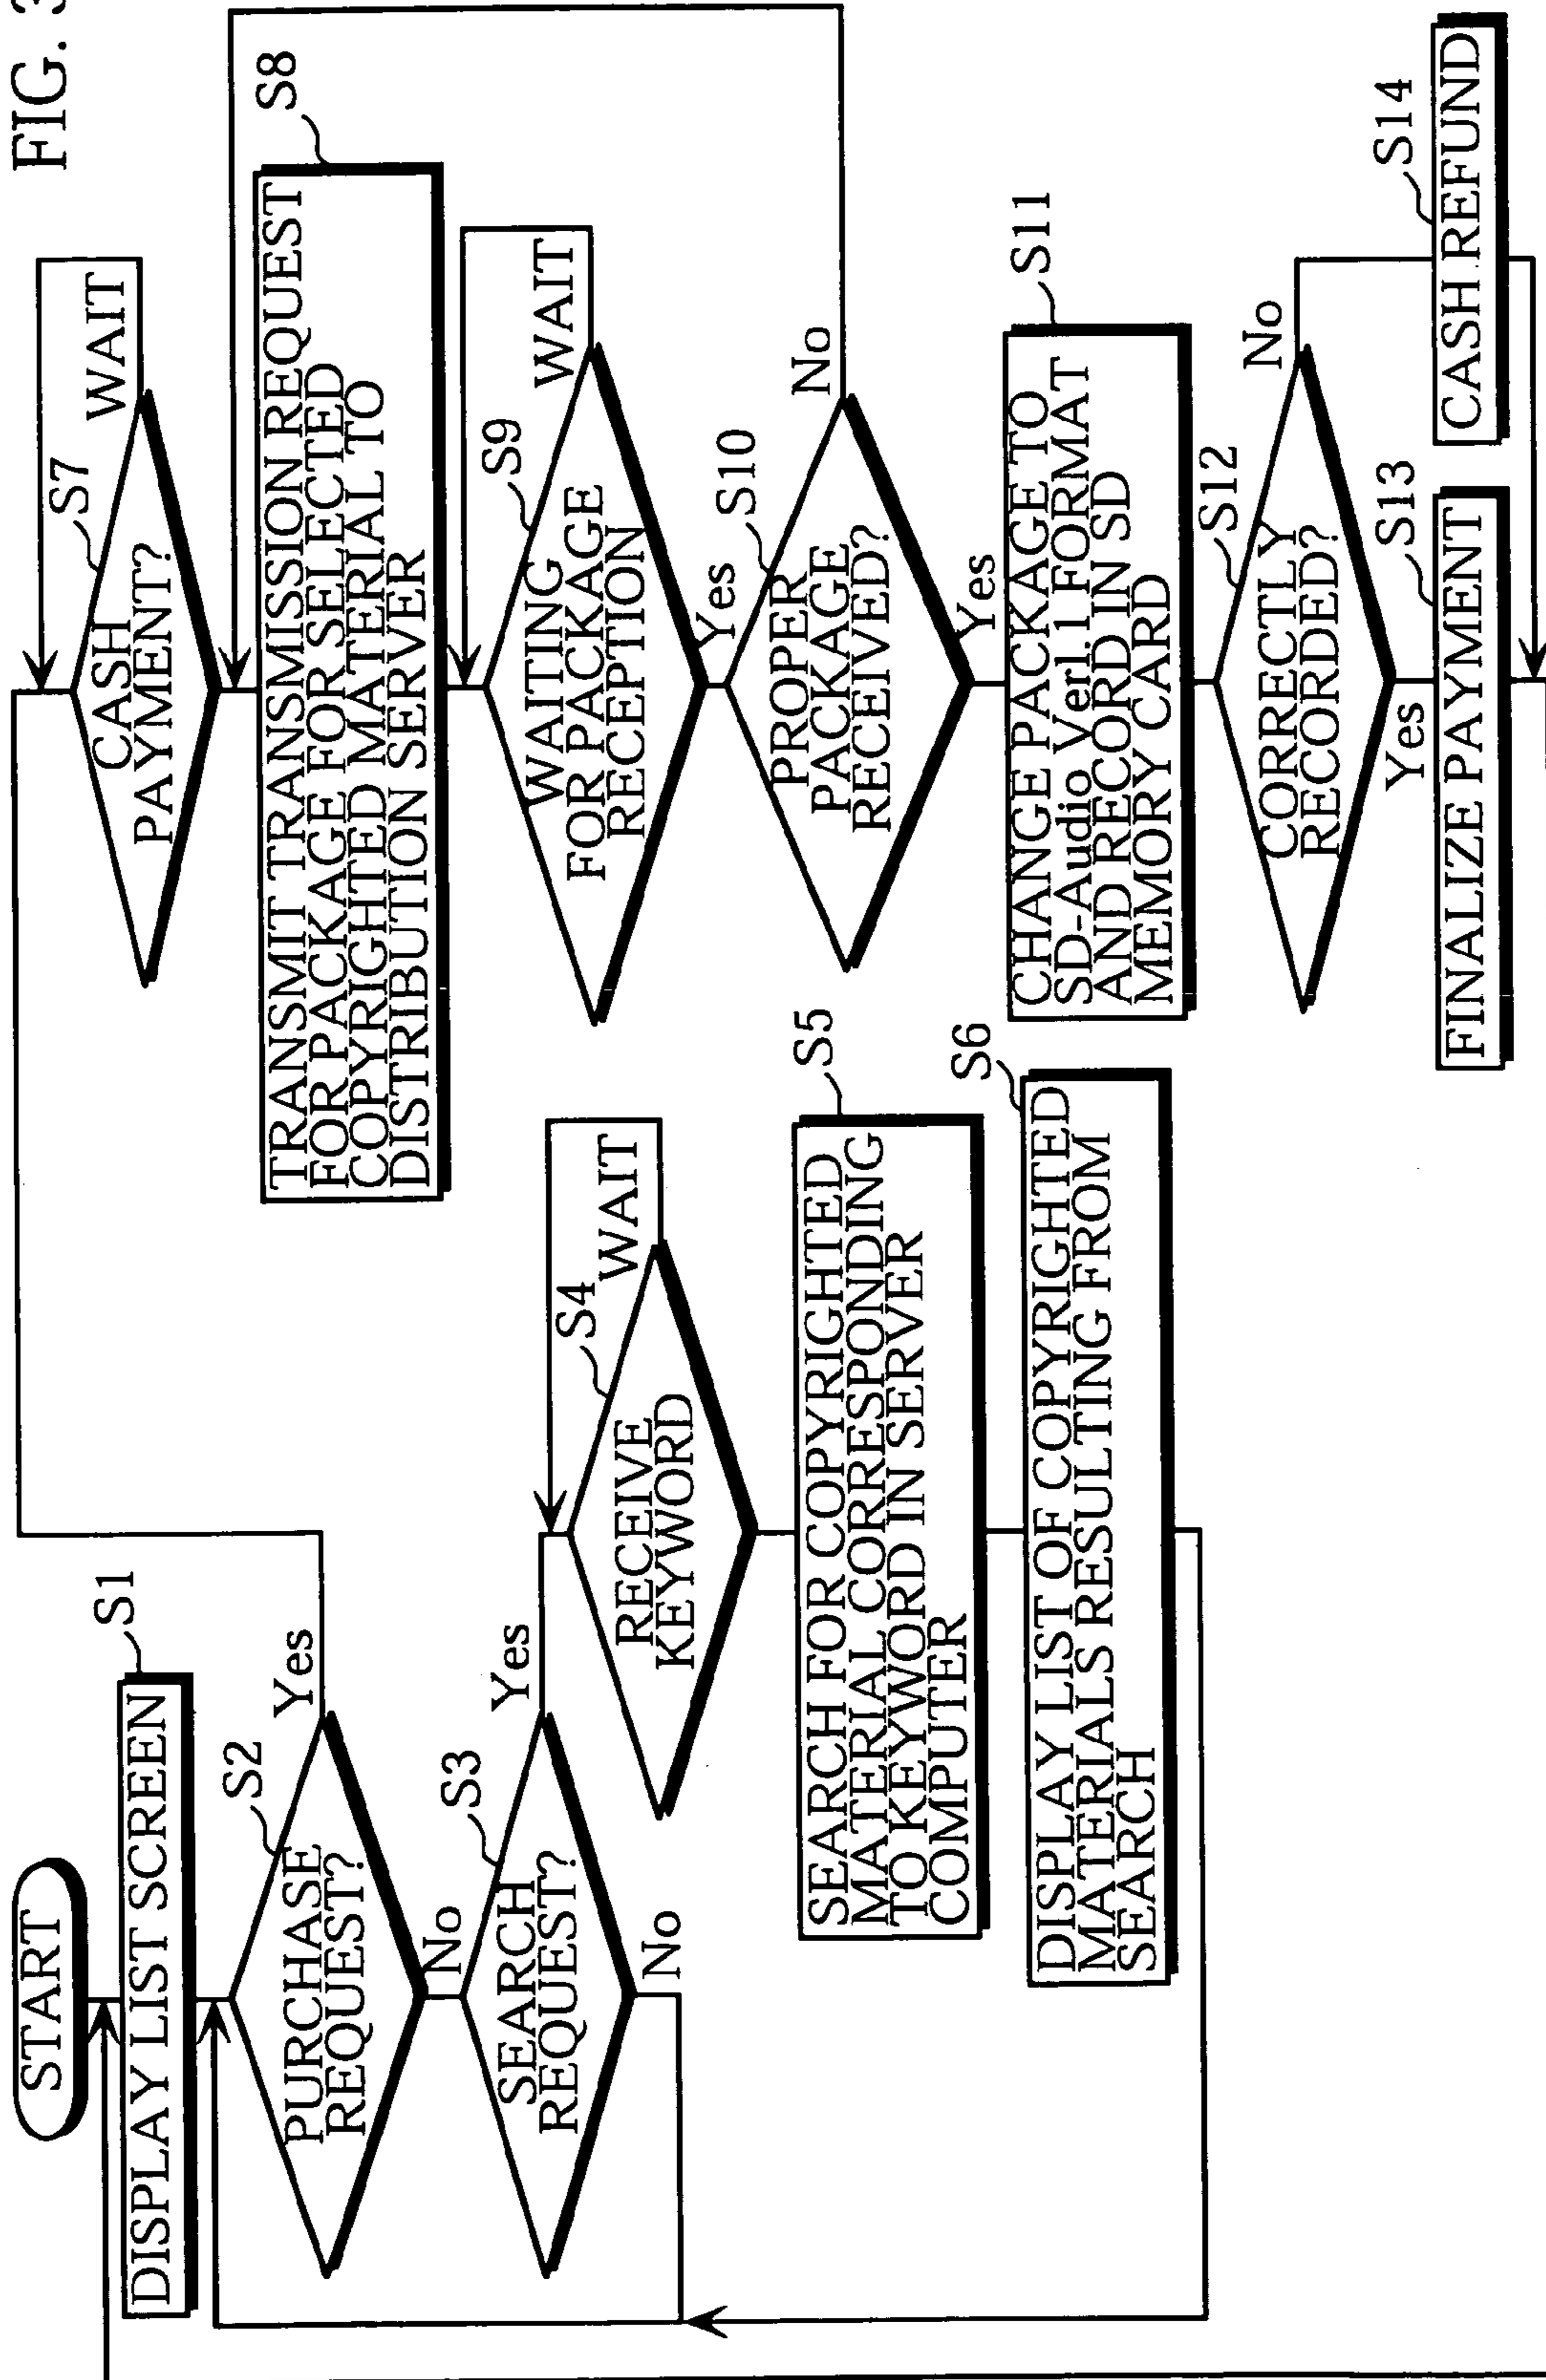 FIG. 3
START
DISPLAY LIST SCREEN
S1
PURCHASE
REQUEST?
S2
Yes
No
SEARCH
REQUEST?
S3
Yes
No
RECEIVE
KEYWORD
S4
WAIT
SEARCH FOR COPYRIGHTED
MATERIAL CORRESPONDING
TO KEYWORD IN SERVER
COMPUTER
S5
DISPLAY LIST OF COPYRIGHTED
MATERIALS RESULTING FROM
SEARCH
S6
CASH
PAYMENT?
S7
WAIT
TRANSMIT TRANSMISSION REQUEST
FOR PACKAGE FOR SELECTED
COPYRIGHTED MATERIAL TO
DISTRIBUTION SERVER
S8
WAITING
FOR PACKAGE
RECEPTION
S9
WAIT
Yes
PROPER
PACKAGE
RECEIVED?
S10
No
Yes
CHANGE PACKAGE TO
SD-Audio Ver1.1 FORMAT
AND RECORD IN SD
MEMORY CARD
S11
CORRECTLY
RECORDED?
S12
No
Yes
FINALIZE PAYMENT
S13
CASH REFUND
S14